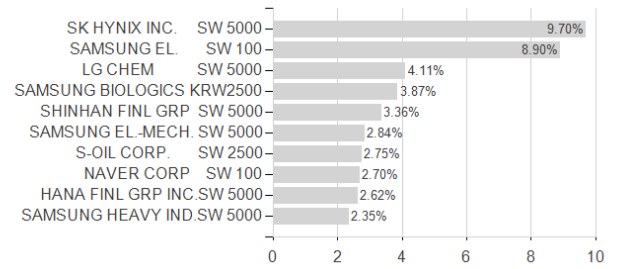 SK HYNIX INC. SW 5000 9.70%
SAMSUNG EL. SW 100 8.90%
LG CHEM SW 5000 4.11%
SAMSUNG BIOLOGICS KRW2500 3.87%
SHINHAN FINL GRP SW 5000 3.36%
SAMSUNG EL.-MECH. SW 5000 2.84%
S-OIL CORP. SW 2500 2.75%
NAVER CORP SW 100 2.70%
HANA FINL GRP INC.SW 5000 2.62%
SAMSUNG HEAVY IND.SW 5000 2.35%
0 2 4 6 8 10